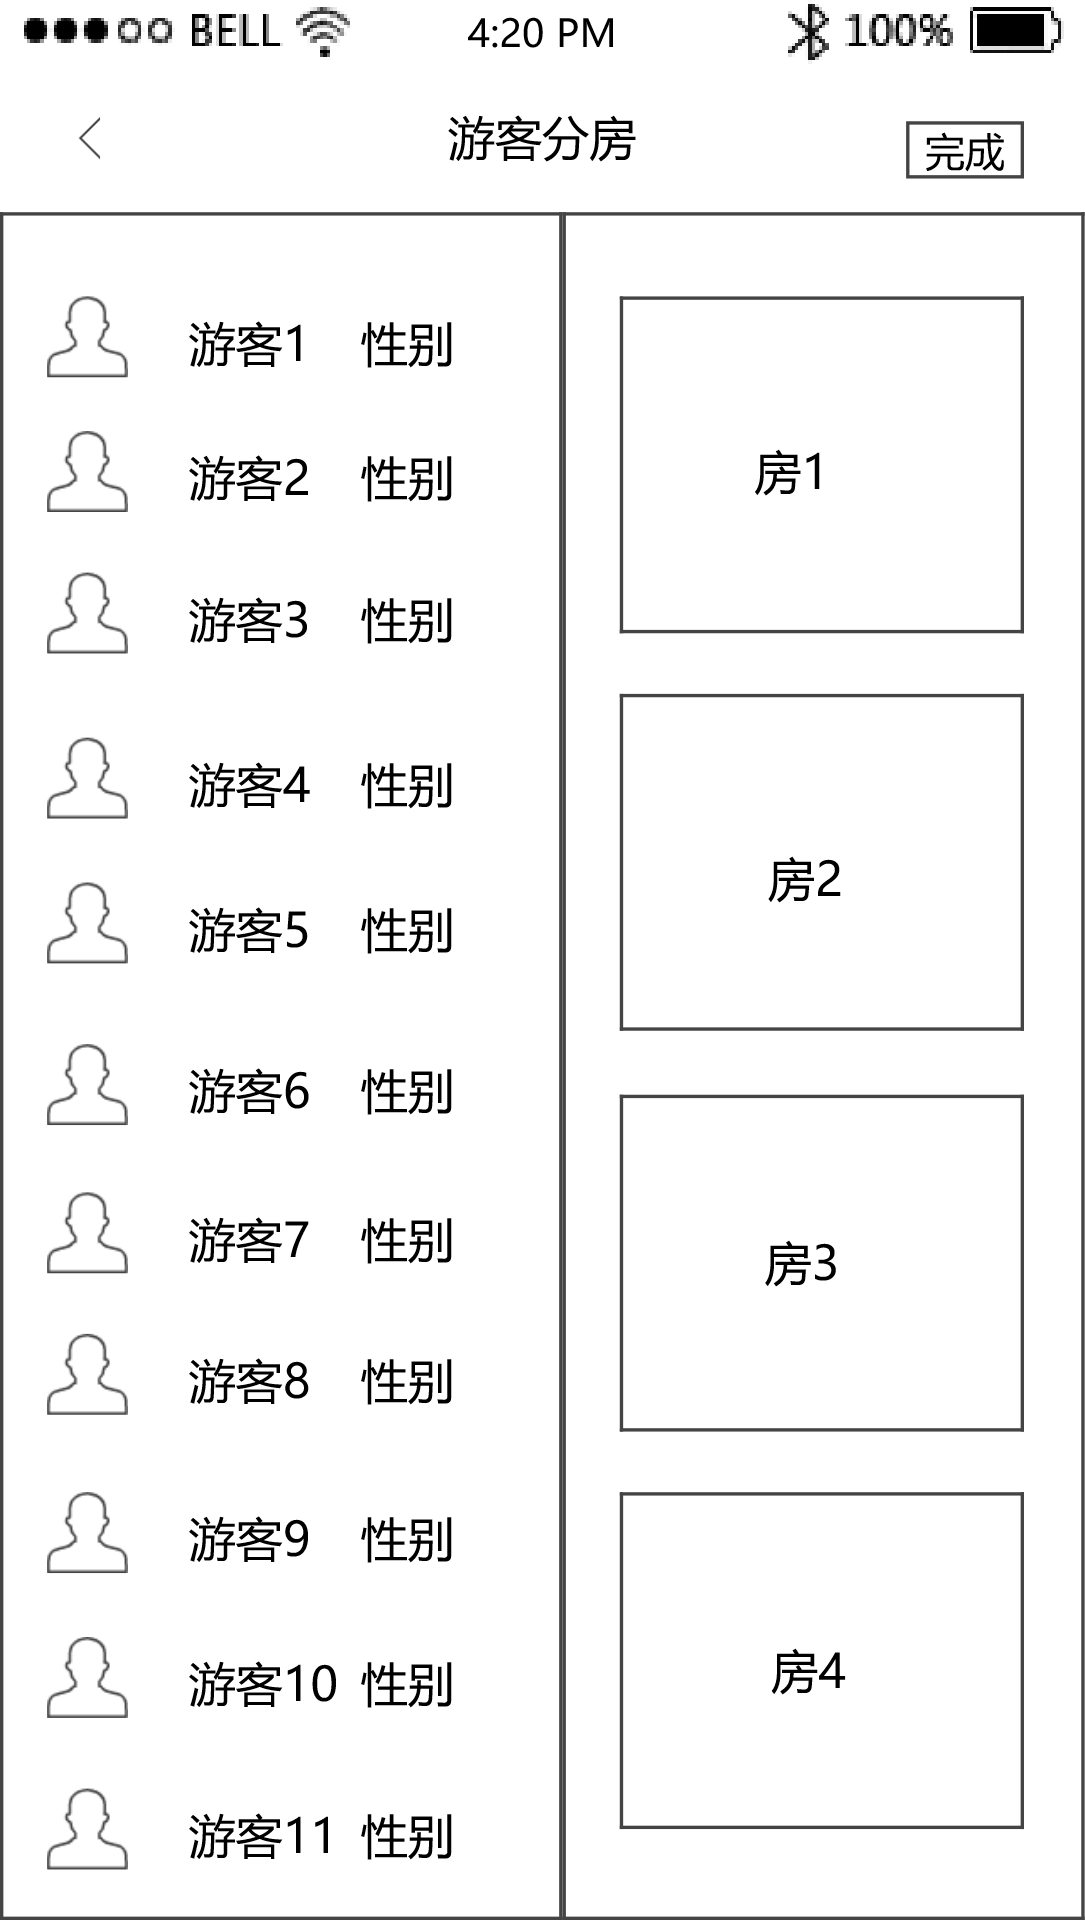 BELL 4:20 PM 100%
游客分房
完成
游客1 性别
游客2 性别
游客3 性别
游客4 性别
游客5 性别
游客6 性别
游客7 性别
游客8 性别
游客9 性别
游客10 性别
游客11 性别
房1
房2
房3
房4